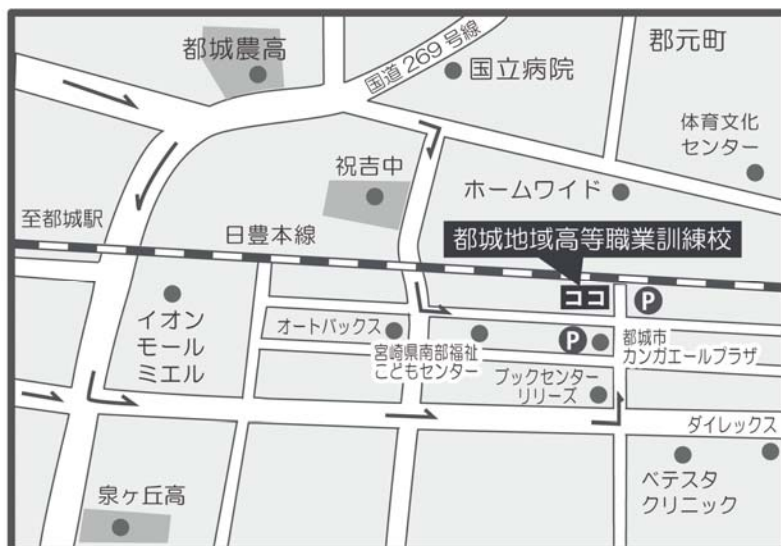 都城農高
国道269号線
国立病院
郡元町
体育文化
センター
祝吉中
ホームワイド
至都城駅
日豊本線
都城地域高等職業訓練校
ココ
P
イオン
モール
ミエル
オートバックス
宮崎県南部福祉
こどもセンター
P
都城市
カンガエールプラザ
ブックセンター
リリーズ
ダイレックス
ベテスタ
クリニック
泉ヶ丘高